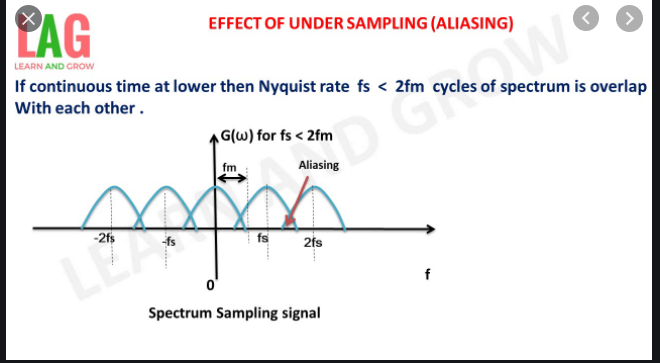 LAG
LEARN AND GROW
EFFECT OF UNDER SAMPLING (ALIASING)
If continuous time at lower then Nyquist rate fs < 2fm cycles of spectrum is overlap
With each other .
G(ω) for fs < 2fm
fm
Aliasing
-2fs
-fs
fs
2fs
0
f
Spectrum Sampling signal
LEARN AND GROW